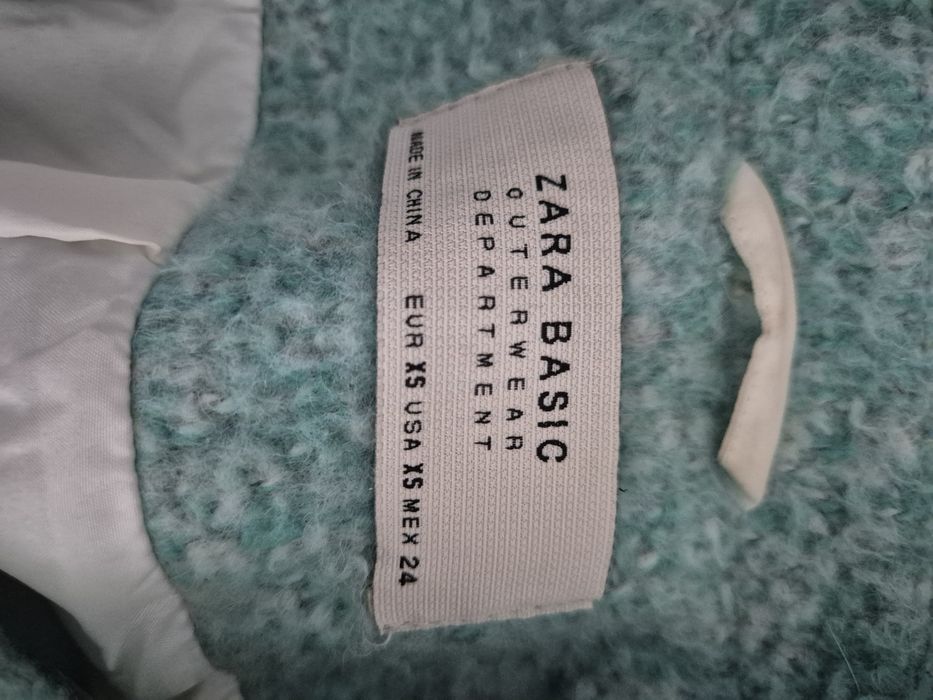 ZARA BASIC
OUTERWEAR
DEPARTMENT
MADE IN CHINA EUR XS USA XS MEX 24